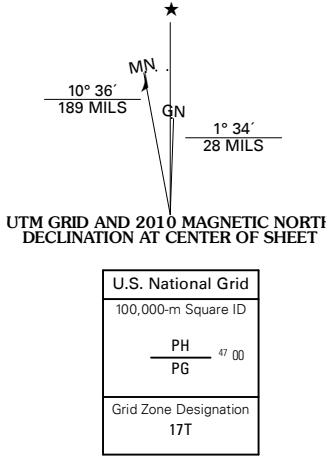 ★
MN
10° 36´
189 MILS
GN
1° 34´
28 MILS
UTM GRID AND 2010 MAGNETIC NORTH
DECLINATION AT CENTER OF SHEET
U.S. National Grid
100,000-m Square ID
PH
47 00
PG
Grid Zone Designation
17T